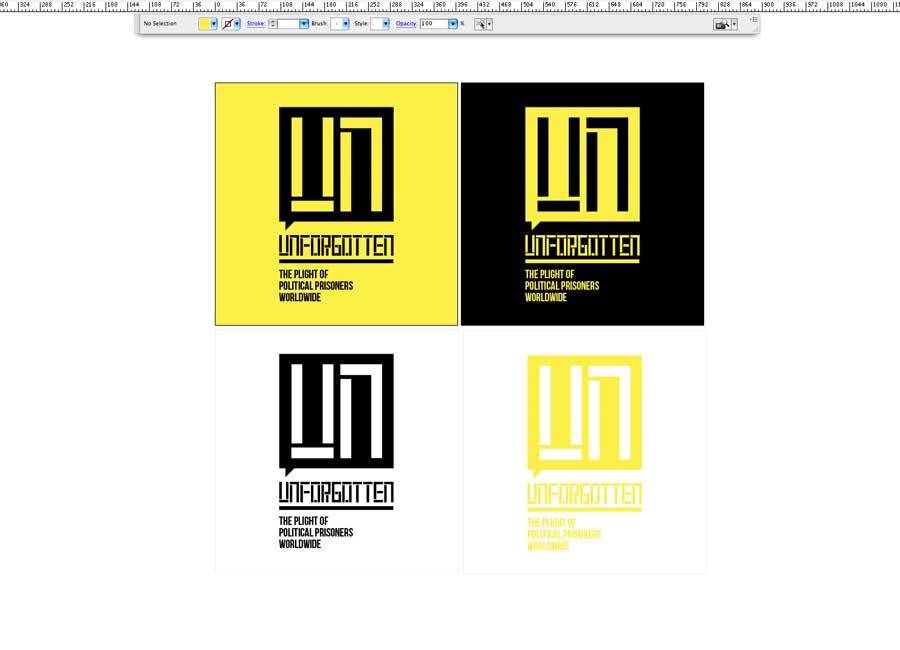 360 324 288 252 216 180 144 108 72 36 0 36 72 108 144 180 216 252 288 324 360 396 432 468 504 540 576 612 648 684 720 756 792 828 864 900 936 972 1008 1044 1080
No Selection Stroke: Brush: Style: Opacity: 100 %
UN UN
UNFORGOTTEN UNFORGOTTEN
THE PLIGHT OF THE PLIGHT OF
POLITICAL PRISONERS POLITICAL PRISONERS
WORLDWIDE WORLDWIDE
UN UN
UNFORGOTTEN UNFORGOTTEN
THE PLIGHT OF THE PLIGHT OF
POLITICAL PRISONERS POLITICAL PRISONERS
WORLDWIDE WORLDWIDE